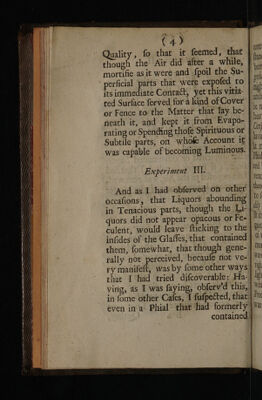 (4)
Quality, ſo that it ſeemed, that
though the Air did after a while,
mortifie as it were and ſpoil the Su-
perficial parts that were expoſed to
its immediate Contact, yet this vitia-
ted Surface ſerved for a kind of Cover
or Fence to the Matter that lay be-
neath it, and kept it from Evapo-
rating or Spending thoſe Spirituous or
Subtile parts, on whoſe Account it
was capable of becoming Luminous.
Experiment III.
And as I had obſerved on other
occaſions, that Liquors abounding
in Tenacious parts, though the Li-
quors did not appear opacous or Fe-
culent, would leave ſticking to the
inſides of the Glaſſes, that contained
them, ſomewhat, that though gene-
rally not perceived, becauſe not ve-
ry manifeſt, was by ſome other ways
that I had tried diſcoverable: Ha-
ving, as I was ſaying, obſerv'd this,
in ſome other Caſes, I ſuſpected, that
even in a Phial that had formerly
contained